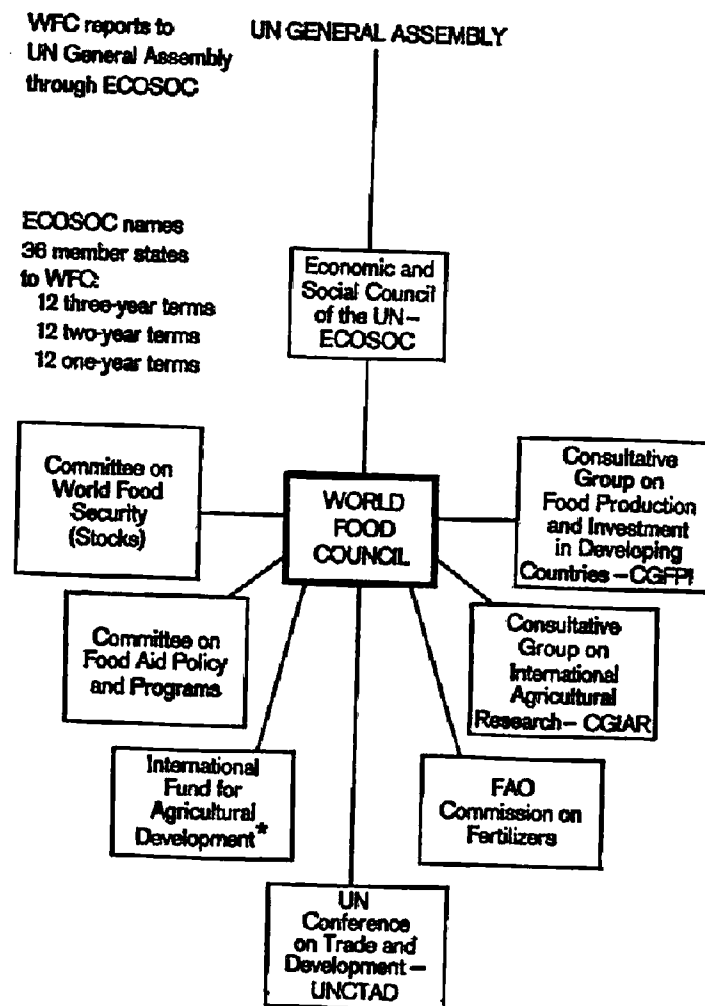 WFC reports to
UN General Assembly
through ECOSOC
UN GENERAL ASSEMBLY
ECOSOC names
36 member states
to WFC:
12 three-year terms
12 two-year terms
12 one-year terms
Economic and
Social Council
of the UN–
ECOSOC
Committee on
World Food
Security
(Stocks)
WORLD
FOOD
COUNCIL
Consultative
Group on
Food Production
and Investment
in Developing
Countries – CGFPI
Committee on
Food Aid Policy
and Programs
Consultative
Group on
International
Agricultural
Research– CGIAR
International
Fund for
Agricultural
Development*
FAO
Commission on
Fertilizers
UN
Conference
on Trade and
Development –
UNCTAD